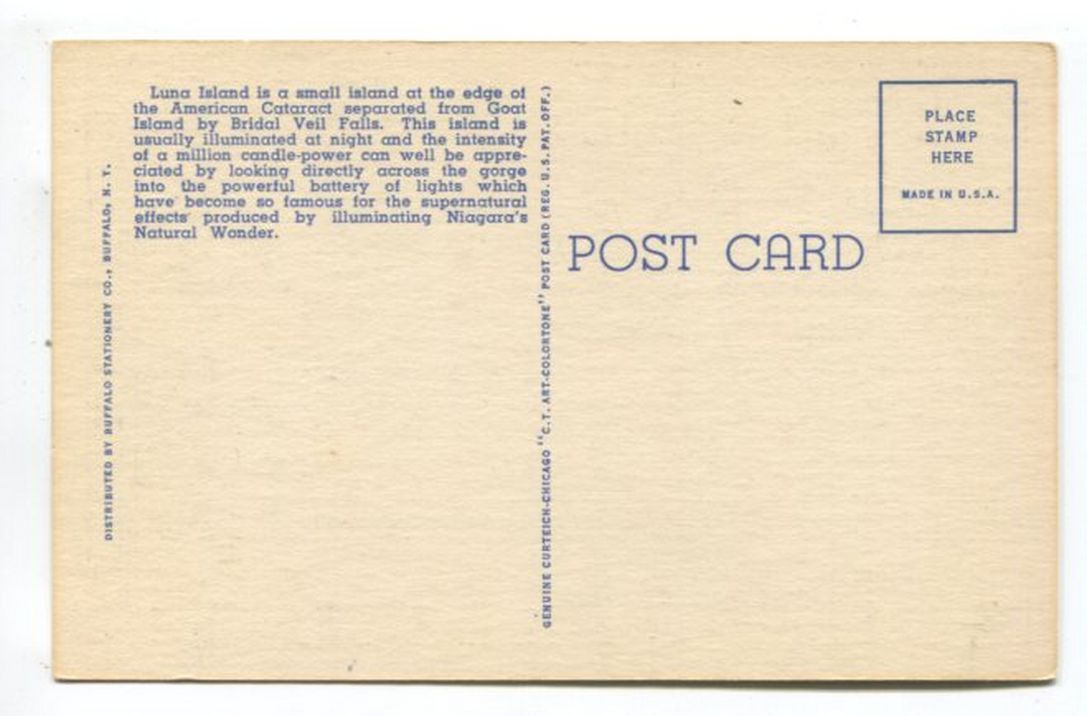 Luna Island is a small island at the edge of
the American Cataract separated from Goat
Island by Bridal Veil Falls. This island is
usually illuminated at night and the intensity
of a million candle-power can well be appre-
ciated by looking directly across the gorge
into the powerful battery of lights which
have become so famous for the supernatural
effects produced by illuminating Niagara's
Natural Wonder.
DISTRIBUTED BY BUFFALO STATIONERY CO., BUFFALO, N. Y.
GENUINE CURTEICH-CHICAGO "C.T. ART-COLORTONE" POST CARD (REG. U.S. PAT. OFF.)
POST CARD
PLACE
STAMP
HERE
MADE IN U.S.A.